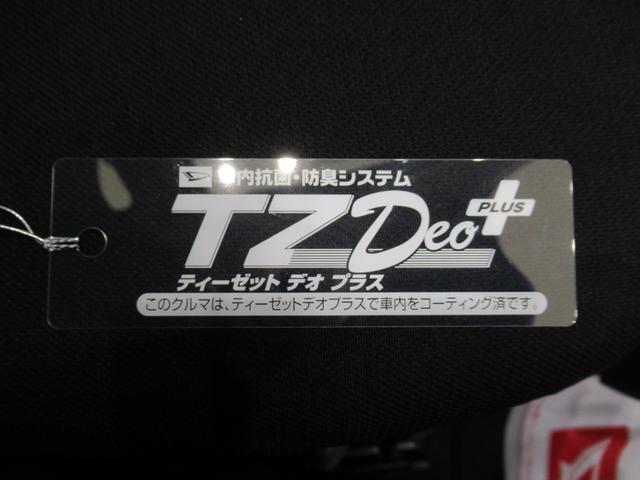 内抗菌・防臭システム
TZ Deo PLUS
ティーゼット デオ プラス
このクルマは、ティーゼットデオプラスで車内をコーティング済です。